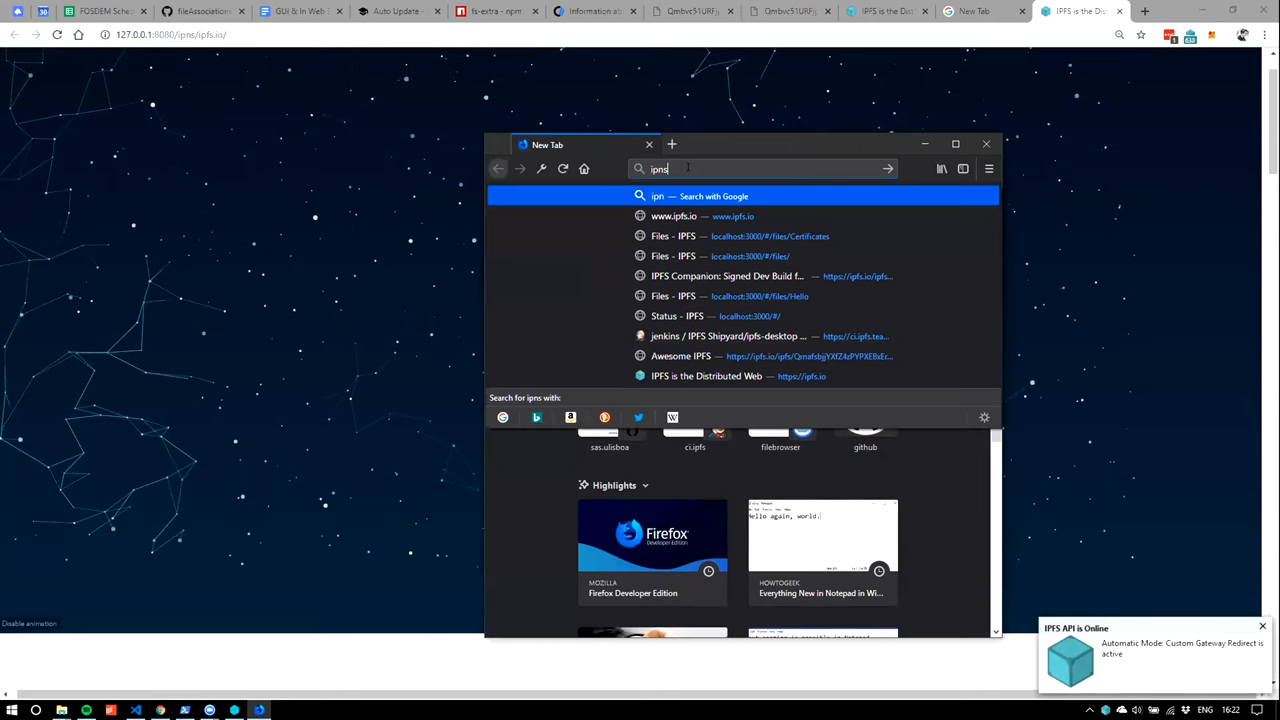 FOSDEM Sche
fileAssociation
GUI & In Web
Auto Update -
fs-extra - npm
Information ab
Qmbvc51URFj
Qmbvc51URFj
IPFS is the Dist
New Tab
IPFS is the Dist
127.0.0.1:8080/ipns/ipfs.io/
New Tab
ipns
ipn — Search with Google
www.ipfs.io — www.ipfs.io
Files - IPFS — localhost:3000/#/files/Certificates
Files - IPFS — localhost:3000/#/files/
IPFS Companion: Signed Dev Build f... — https://ipfs.io/ipfs...
Files - IPFS — localhost:3000/#/files/Hello
Status - IPFS — localhost:3000/#/
jenkins / IPFS Shipyard/ipfs-desktop ... — https://ci.ipfs.tea...
Awesome IPFS — https://ipfs.io/ipfs/QmafsbjjYXfZ4zPYPXEBxEr...
IPFS is the Distributed Web — https://ipfs.io
Search for ipns with:
sas.ulisboa
ci.ipfs
filebrowser
github
Highlights
Firefox
Developer Edition
Hello again, world.
MOZILLA
Firefox Developer Edition
HOWTOGEEK
Everything New in Notepad in Wi...
Disable animation
IPFS API is Online
Automatic Mode: Custom Gateway Redirect is
active
ENG
16:22